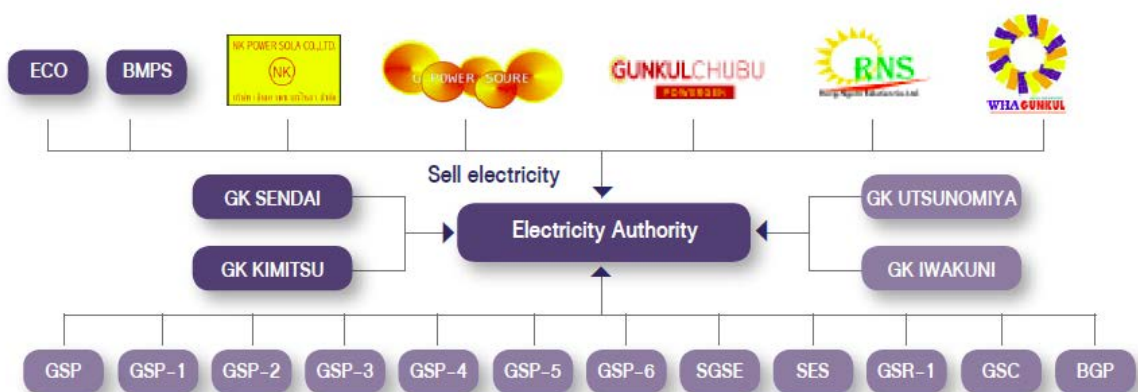 ECO
BMPS
NK POWER SOLA CO.,LTD.
NK
G-POWER SOURE
GUNKULCHUBU
POWERGEN
RNS
WHAGUNKUL
Sell electricity
GK SENDAI
GK UTSUNOMIYA
Electricity Authority
GK KIMITSU
GK IWAKUNI
GSP
GSP-1
GSP-2
GSP-3
GSP-4
GSP-5
GSP-6
SGSE
SES
GSR-1
GSC
BGP